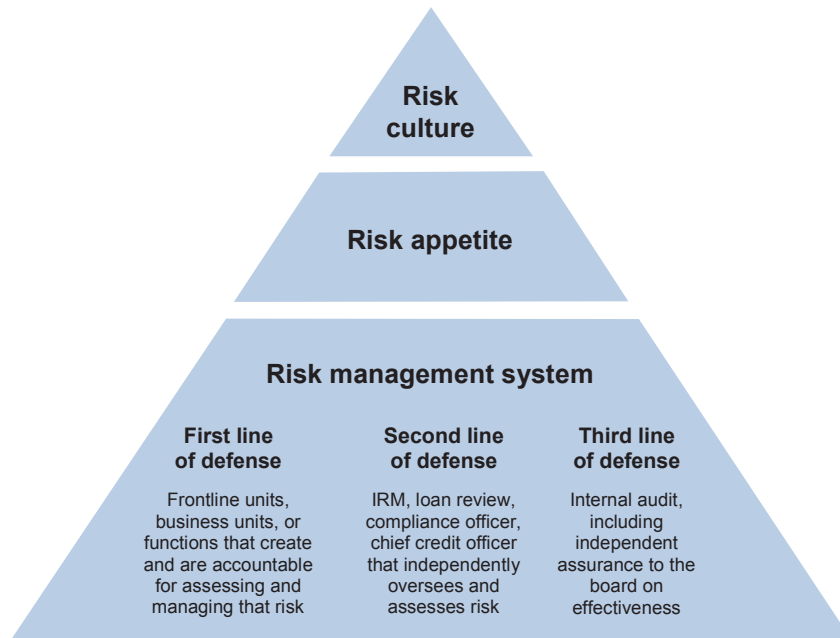 Risk
culture
Risk appetite
Risk management system
First line
of defense
Frontline units,
business units, or
functions that create
and are accountable
for assessing and
managing that risk
Second line
of defense
IRM, loan review,
compliance officer,
chief credit officer
that independently
oversees and
assesses risk
Third line
of defense
Internal audit,
including
independent
assurance to the
board on
effectiveness